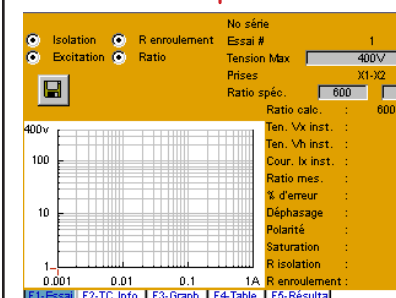 No série
Isolation R enroulement Essai # 1
Excitation Ratio Tension Max 400V
Prises X1-X2
Ratio spéc. 600
Ratio calc. : 600
400v Ten. Vx inst. :
Ten. Vh inst. :
100 Cour. Ix inst. :
Ratio mes. :
% d'erreur :
10 Déphasage :
Polarité :
Saturation :
1 R isolation :
0.001 0.01 0.1 1A R enroulement :
F1-Essai F2-TC Info F3-Graph F4-Table F5-Résulta